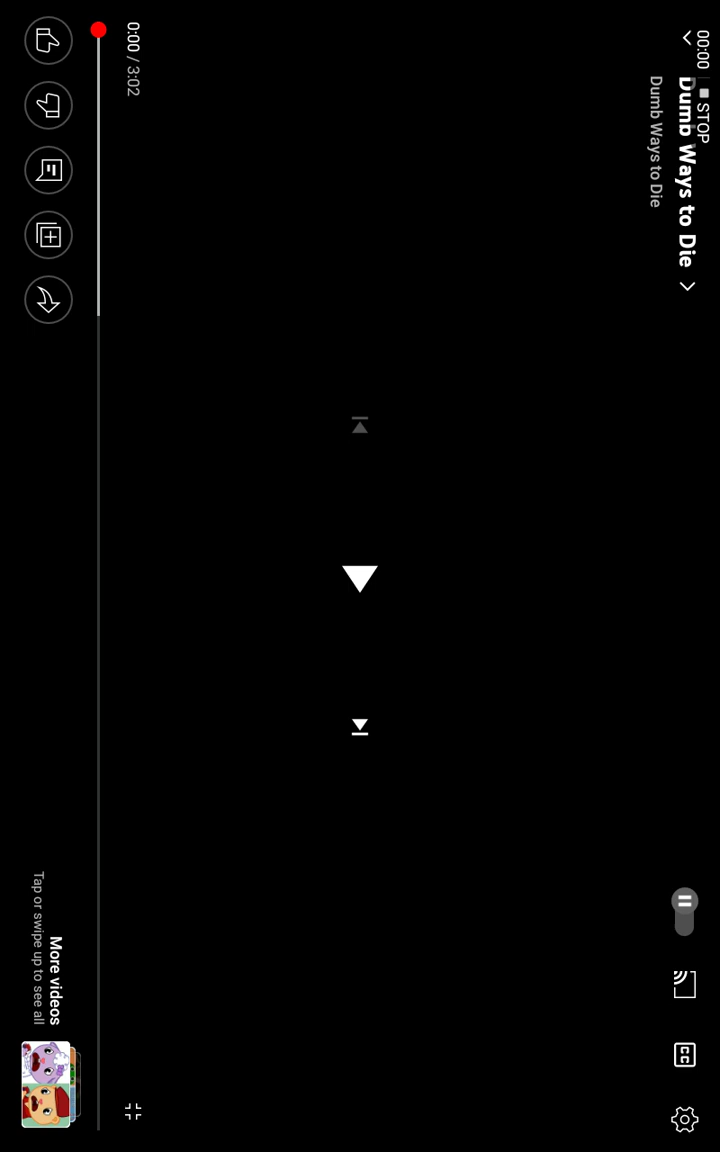 00:00 STOP
Dumb Ways to Die
Dumb Ways to Die
CC
0:00 / 3:02
More videos
Tap or swipe up to see all